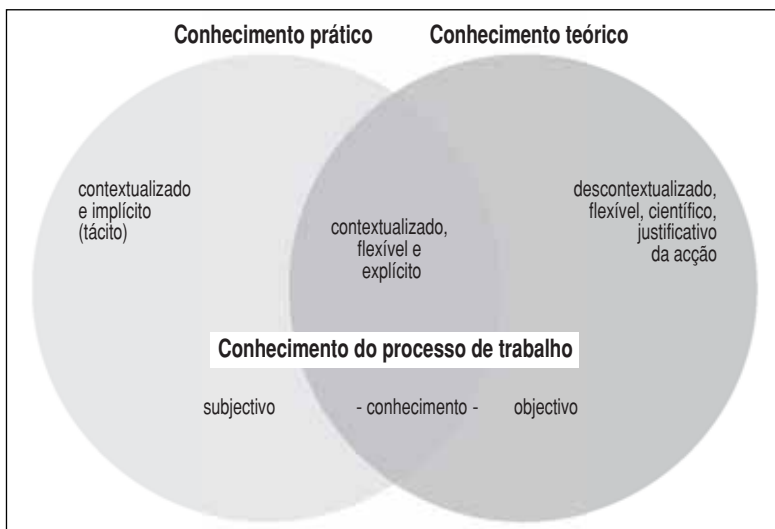 Conhecimento prático
Conhecimento teórico
contextualizado
e implícito
(tácito)
contextualizado,
flexível e
explícito
descontextualizado,
flexível, científico,
justificativo
da acção
Conhecimento do processo de trabalho
subjectivo - conhecimento - objectivo